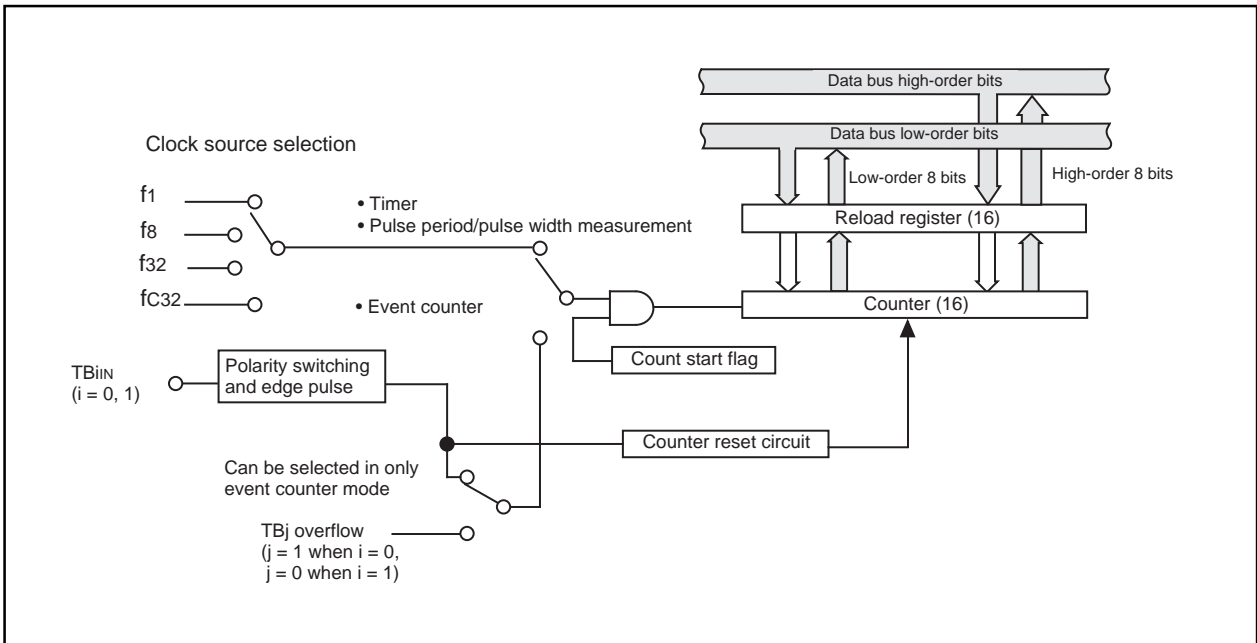 Data bus high-order bits
Data bus low-order bits
Clock source selection
Low-order 8 bits
High-order 8 bits
f1
• Timer
Reload register (16)
• Pulse period/pulse width measurement
f8
f32
fC32
• Event counter
Counter (16)
Count start flag
TBiIN
(i = 0, 1)
Polarity switching
and edge pulse
Counter reset circuit
Can be selected in only
event counter mode
TBj overflow
(j = 1 when i = 0,
j = 0 when i = 1)